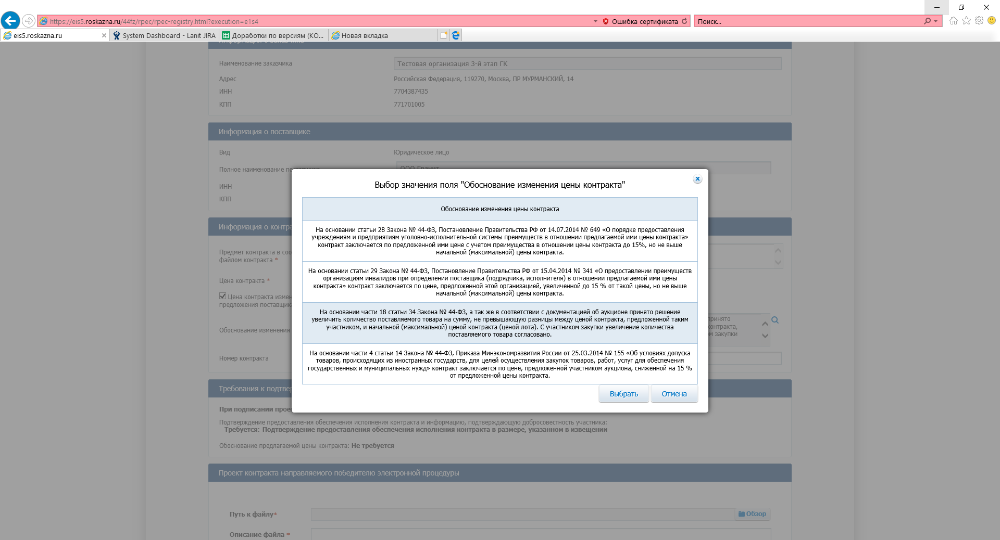 https://eis5.roskazna.ru/44fz/rpec/rpec-registry.html?execution=e1s4
Ошибка сертификата
Поиск...
eis5.roskazna.ru
System Dashboard - Lanit JIRA
Доработки по версиям (КО...
Новая вкладка
Информация о заказчике
Наименование заказчика
Тестовая организация 3-й этап ГК
Адрес
Российская Федерация, 119270, Москва, ПР МУРМАНСКИЙ, 14
ИНН
7704387435
КПП
771701005
Информация о поставщике
Вид
Юридическое лицо
Полное наименование поставщика
ООО Гранит
ИНН
КПП
Информация о контра
Предмет контракта в соо
файлом контракта *
Цена контракта *
Цена контракта измен
предложения поставщик
Обоснование изменения
принято
контракта,
м закупки
Номер контракта
Выбор значения поля "Обоснование изменения цены контракта"
Обоснование изменения цены контракта
На основании статьи 28 Закона № 44-ФЗ, Постановление Правительства РФ от 14.07.2014 № 649 «О порядке предоставления
учреждениям и предприятиям уголовно-исполнительной системы преимуществ в отношении предлагаемой ими цены контракта»
контракт заключается по предложенной ими цене с учетом преимущества в отношении цены контракта до 15%, но не выше
начальной (максимальной) цены контракта.
На основании статьи 29 Закона № 44-ФЗ, Постановление Правительства РФ от 15.04.2014 № 341 «О предоставлении преимуществ
организациям инвалидов при определении поставщика (подрядчика, исполнителя) в отношении предлагаемой ими цены
контракта» контракт заключается по цене, предложенной этой организацией, увеличенной до 15 % от такой цены, но не выше
начальной (максимальной) цены контракта.
На основании части 18 статьи 34 Закона № 44-ФЗ, а так же в соответствии с документацией об аукционе принято решение
увеличить количество поставляемого товара на сумму, не превышающую разницы между ценой контракта, предложенной таким
участником, и начальной (максимальной) ценой контракта (ценой лота). С участником закупки увеличение количества
поставляемого товара согласовано.
На основании части 4 статьи 14 Закона № 44-ФЗ, Приказа Минэкономразвития России от 25.03.2014 № 155 «Об условиях допуска
товаров, происходящих из иностранных государств, для целей осуществления закупок товаров, работ, услуг для обеспечения
государственных и муниципальных нужд» контракт заключается по цене, предложенной участником аукциона, сниженной на 15 %
от предложенной цены контракта.
Выбрать
Отмена
Требования к подтвер
При подписании прое
Подтверждение предоставления обеспечения исполнения контракта и информацию, подтверждающую добросовестность участника:
Требуется: Подтверждение предоставления обеспечения исполнения контракта в размере, указанном в извещении
Обоснование предлагаемой цены контракта: Не требуется
Проект контракта направляемого победителю электронной процедуры
Путь к файлу*
Обзор
Описание файла *